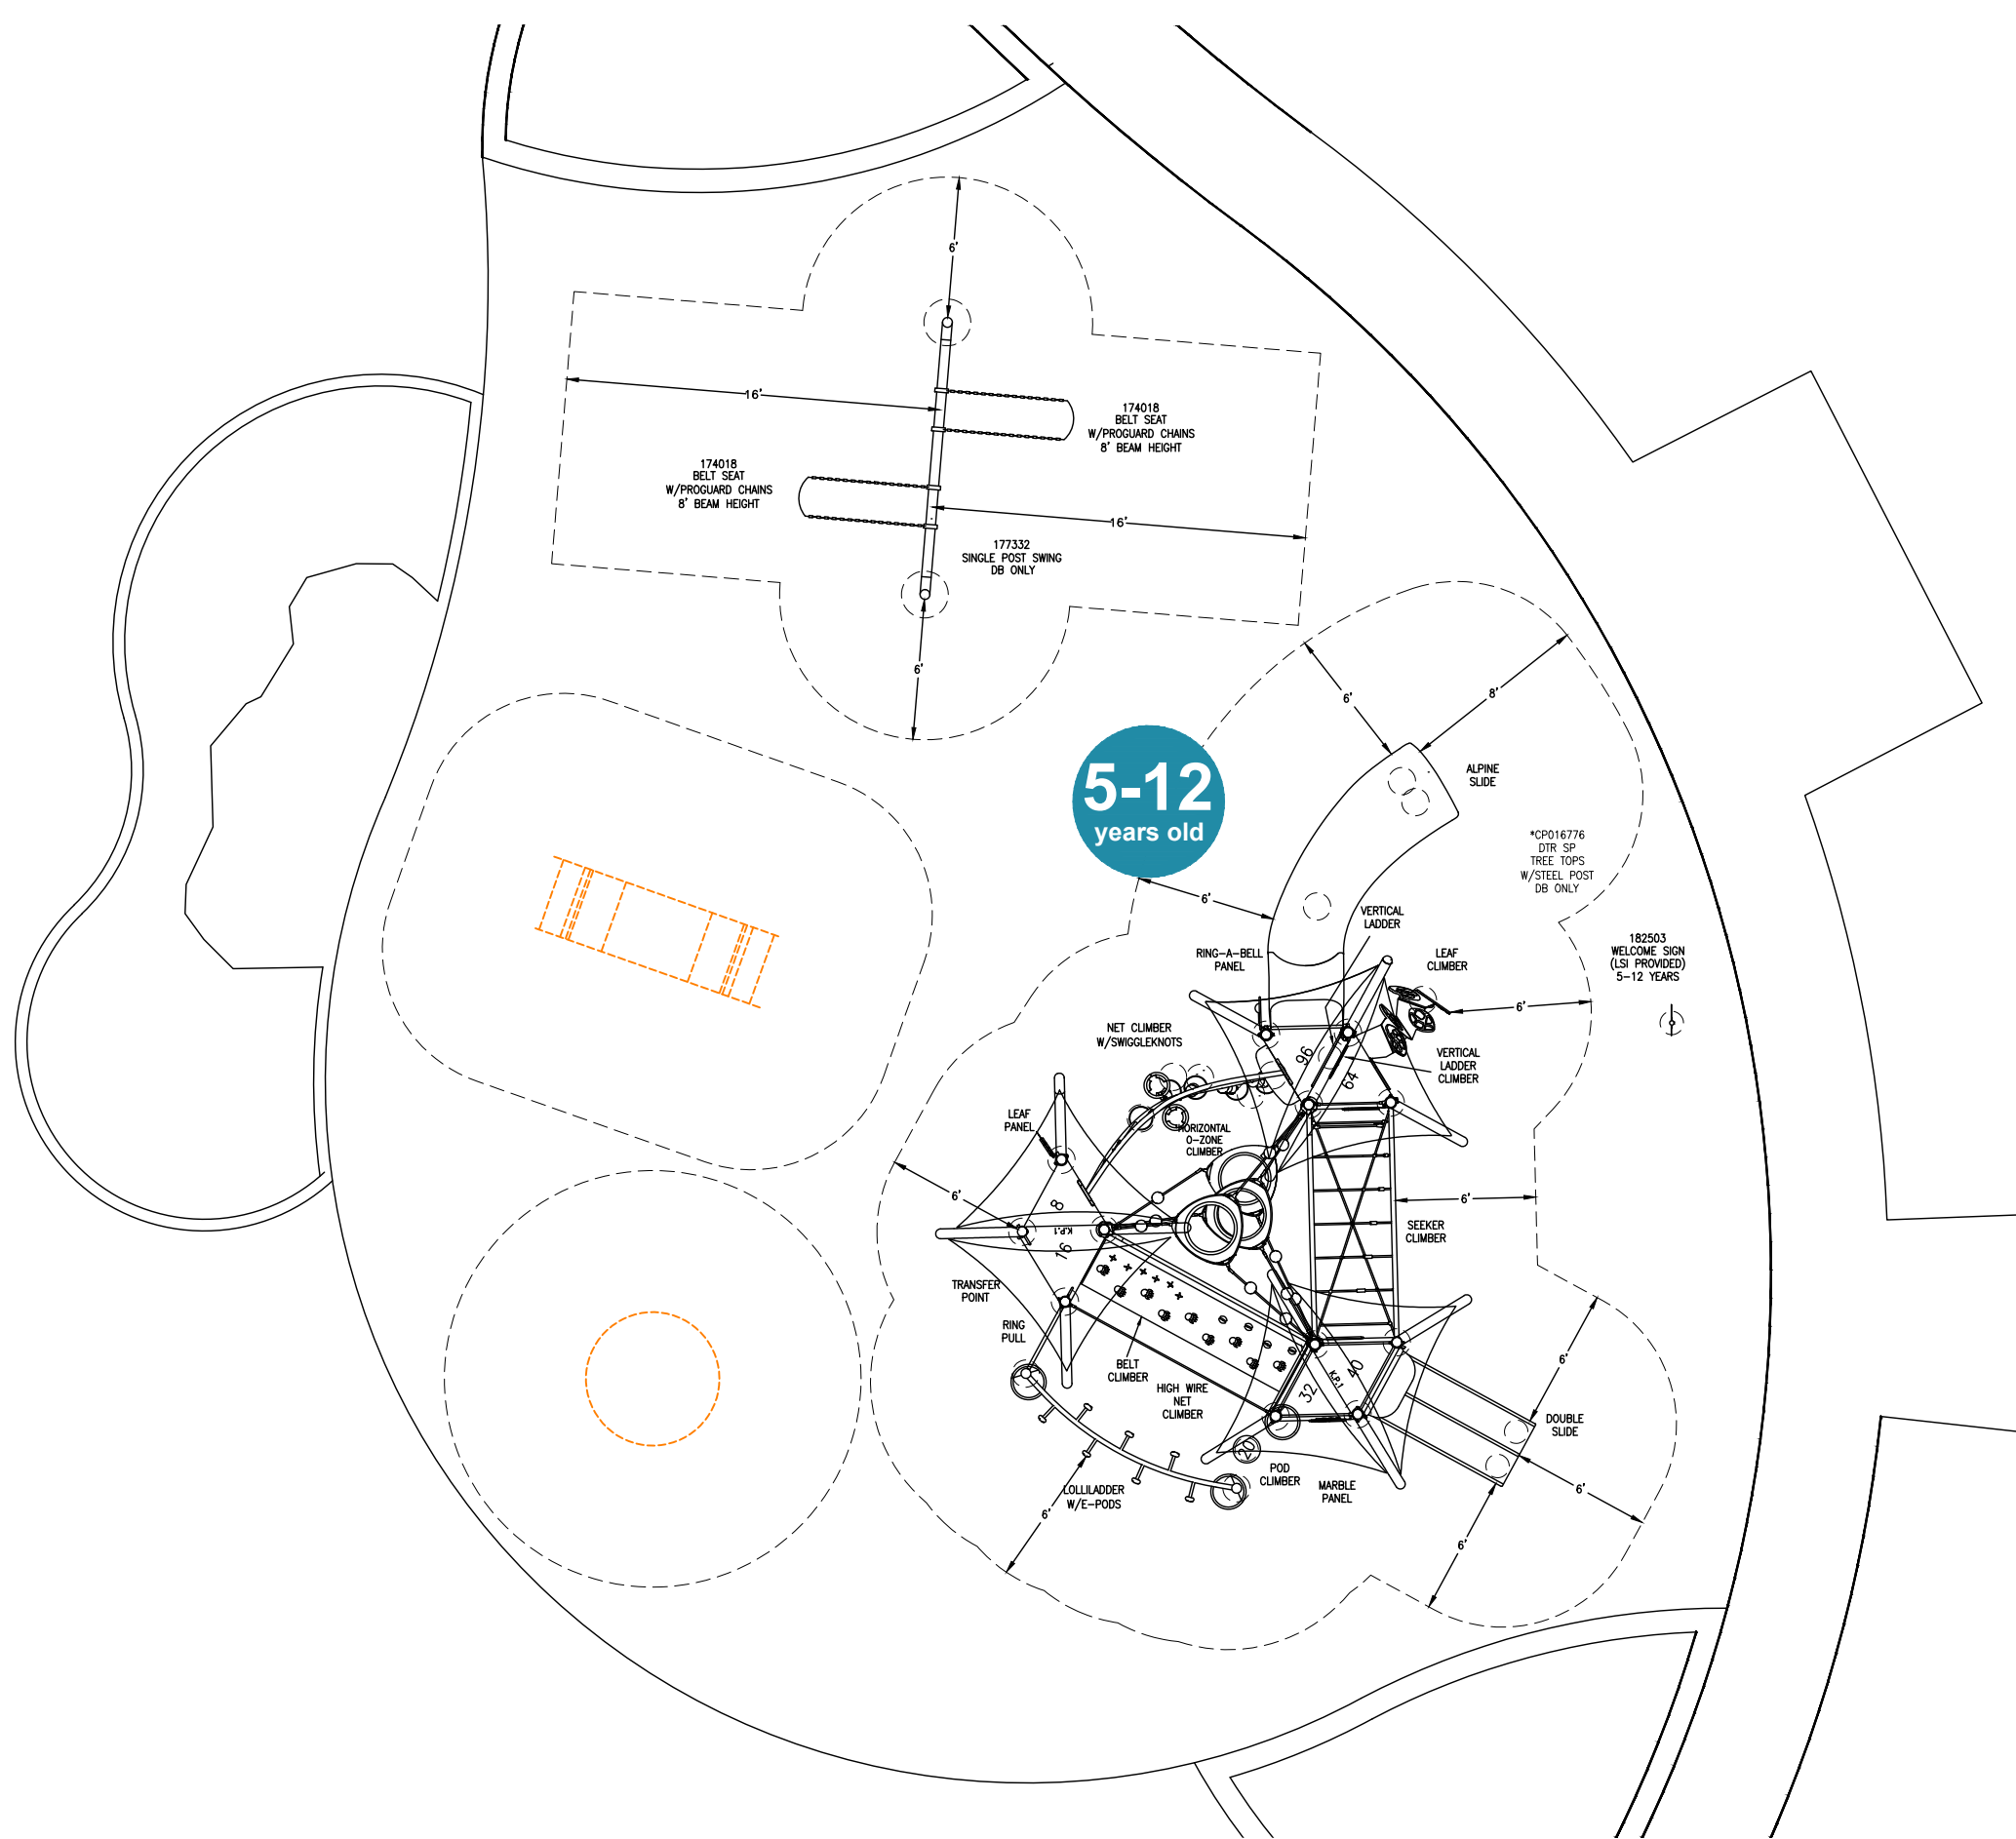 6'
16'
174018
BELT SEAT
W/PROGUARD CHAINS
8' BEAM HEIGHT
174018
BELT SEAT
W/PROGUARD CHAINS
8' BEAM HEIGHT
16'
177332
SINGLE POST SWING
DB ONLY
6'
6'
8'
5-12
years old
ALPINE
SLIDE
*CP016776
DTR SP
TREE TOPS
W/STEEL POST
DB ONLY
6'
VERTICAL
LADDER
RING-A-BELL
PANEL
LEAF
CLIMBER
182503
WELCOME SIGN
(LSI PROVIDED)
5-12 YEARS
6'
NET CLIMBER
W/SWIGGLEKNOTS
96
64
VERTICAL
LADDER
CLIMBER
LEAF
PANEL
HORIZONTAL
O-ZONE
CLIMBER
6'
8
K.P.1
16
6'
SEEKER
CLIMBER
TRANSFER
POINT
RING
PULL
BELT
CLIMBER
HIGH WIRE
NET
CLIMBER
40
K.P.1
32
6'
DOUBLE
SLIDE
20
POD
CLIMBER
MARBLE
PANEL
LOLLILADDER
W/E-PODS
6'
6'
6'